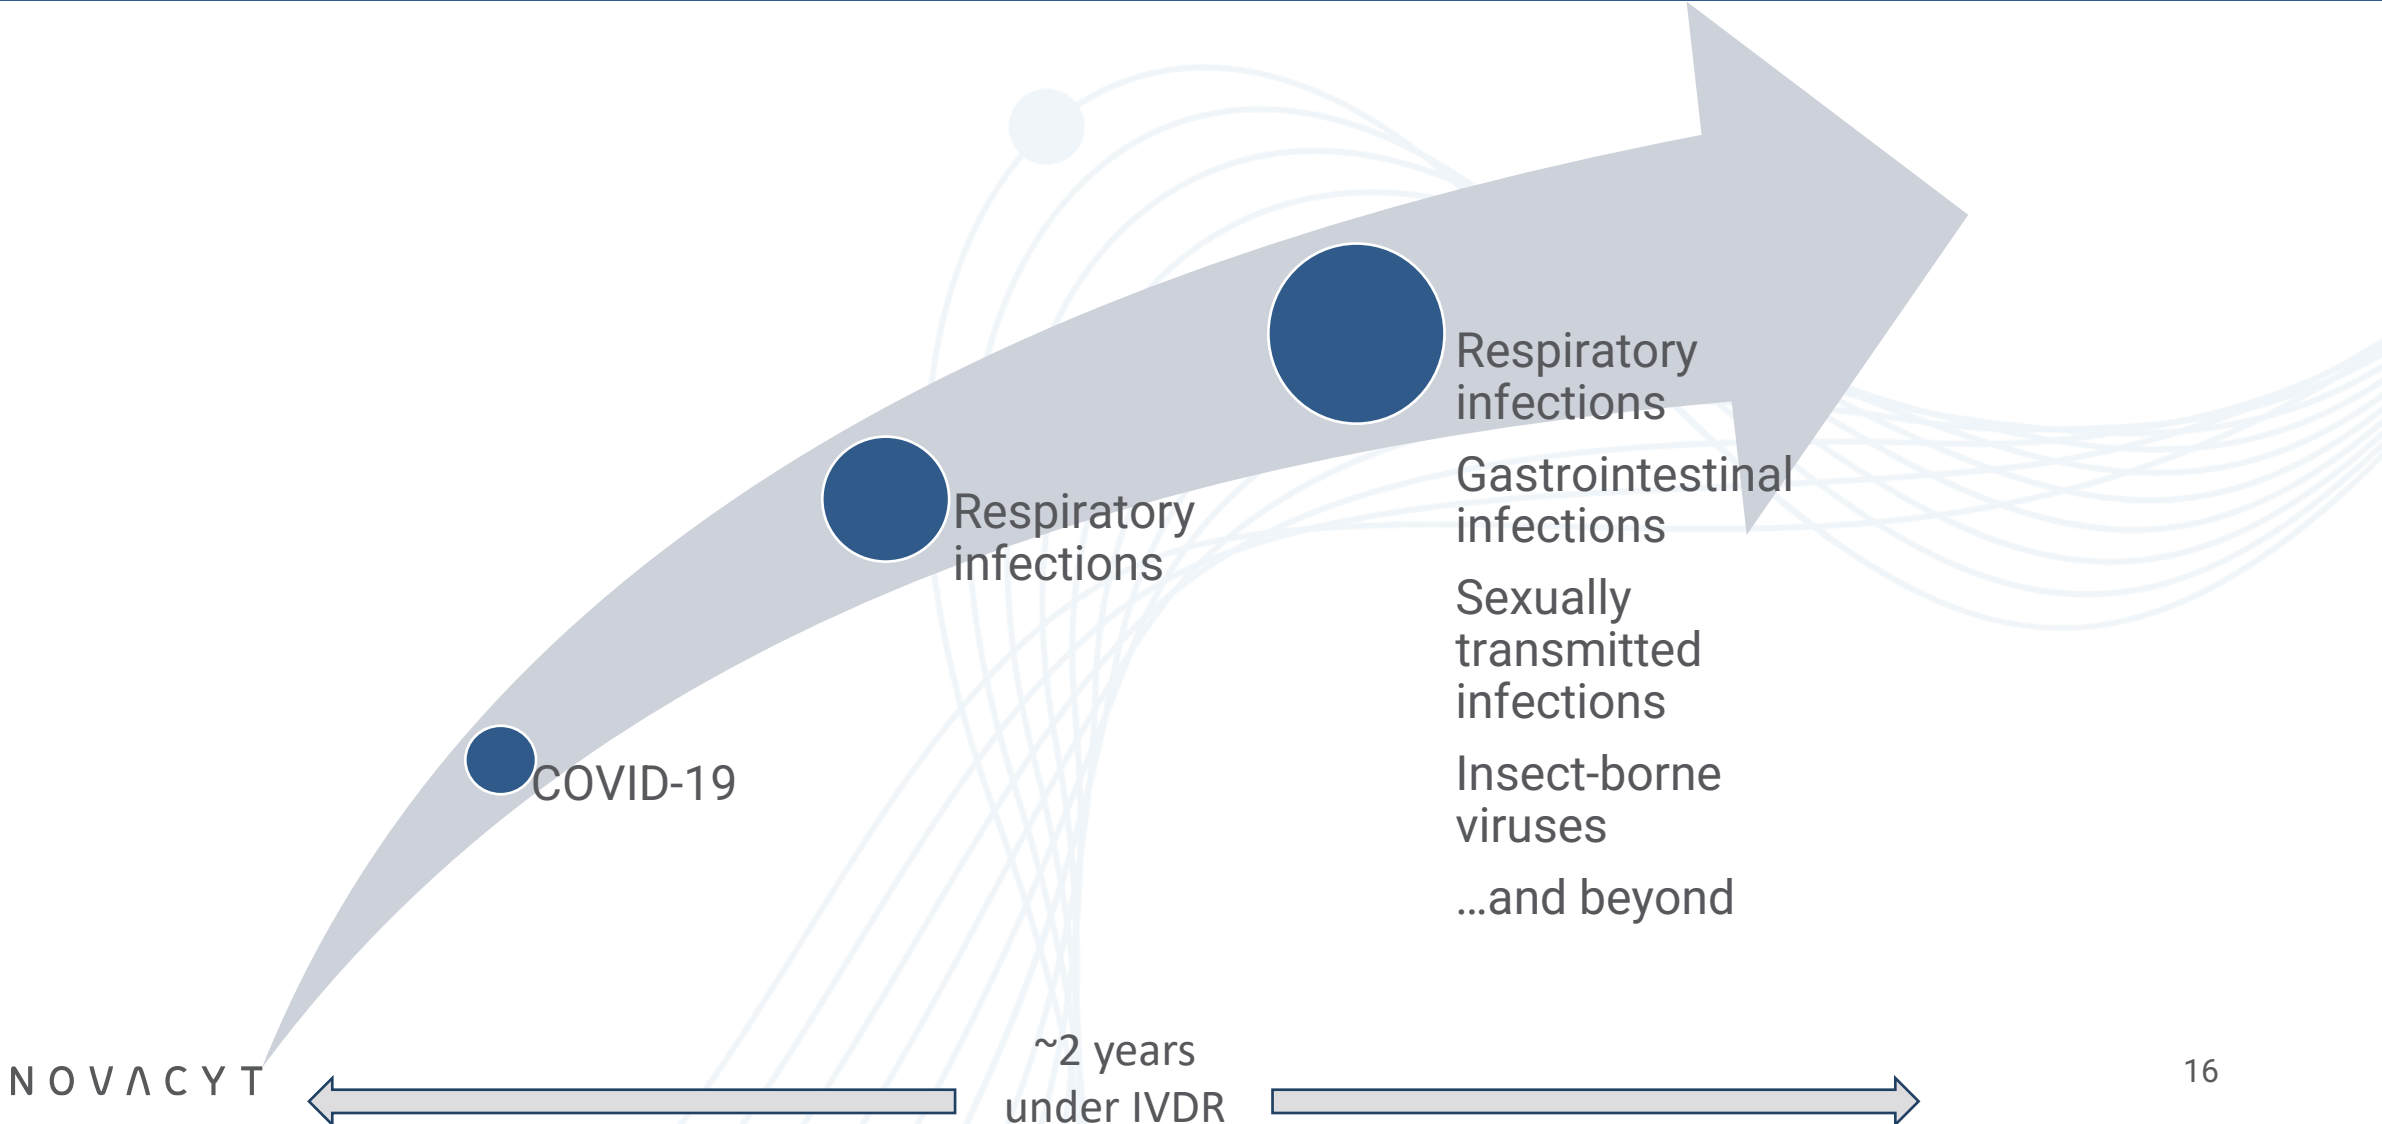 COVID-19
Respiratory
infections
Respiratory
infections
Gastrointestinal
infections
Sexually
transmitted
infections
Insect-borne
viruses
…and beyond
~2 years
under IVDR
NOVACYT
16